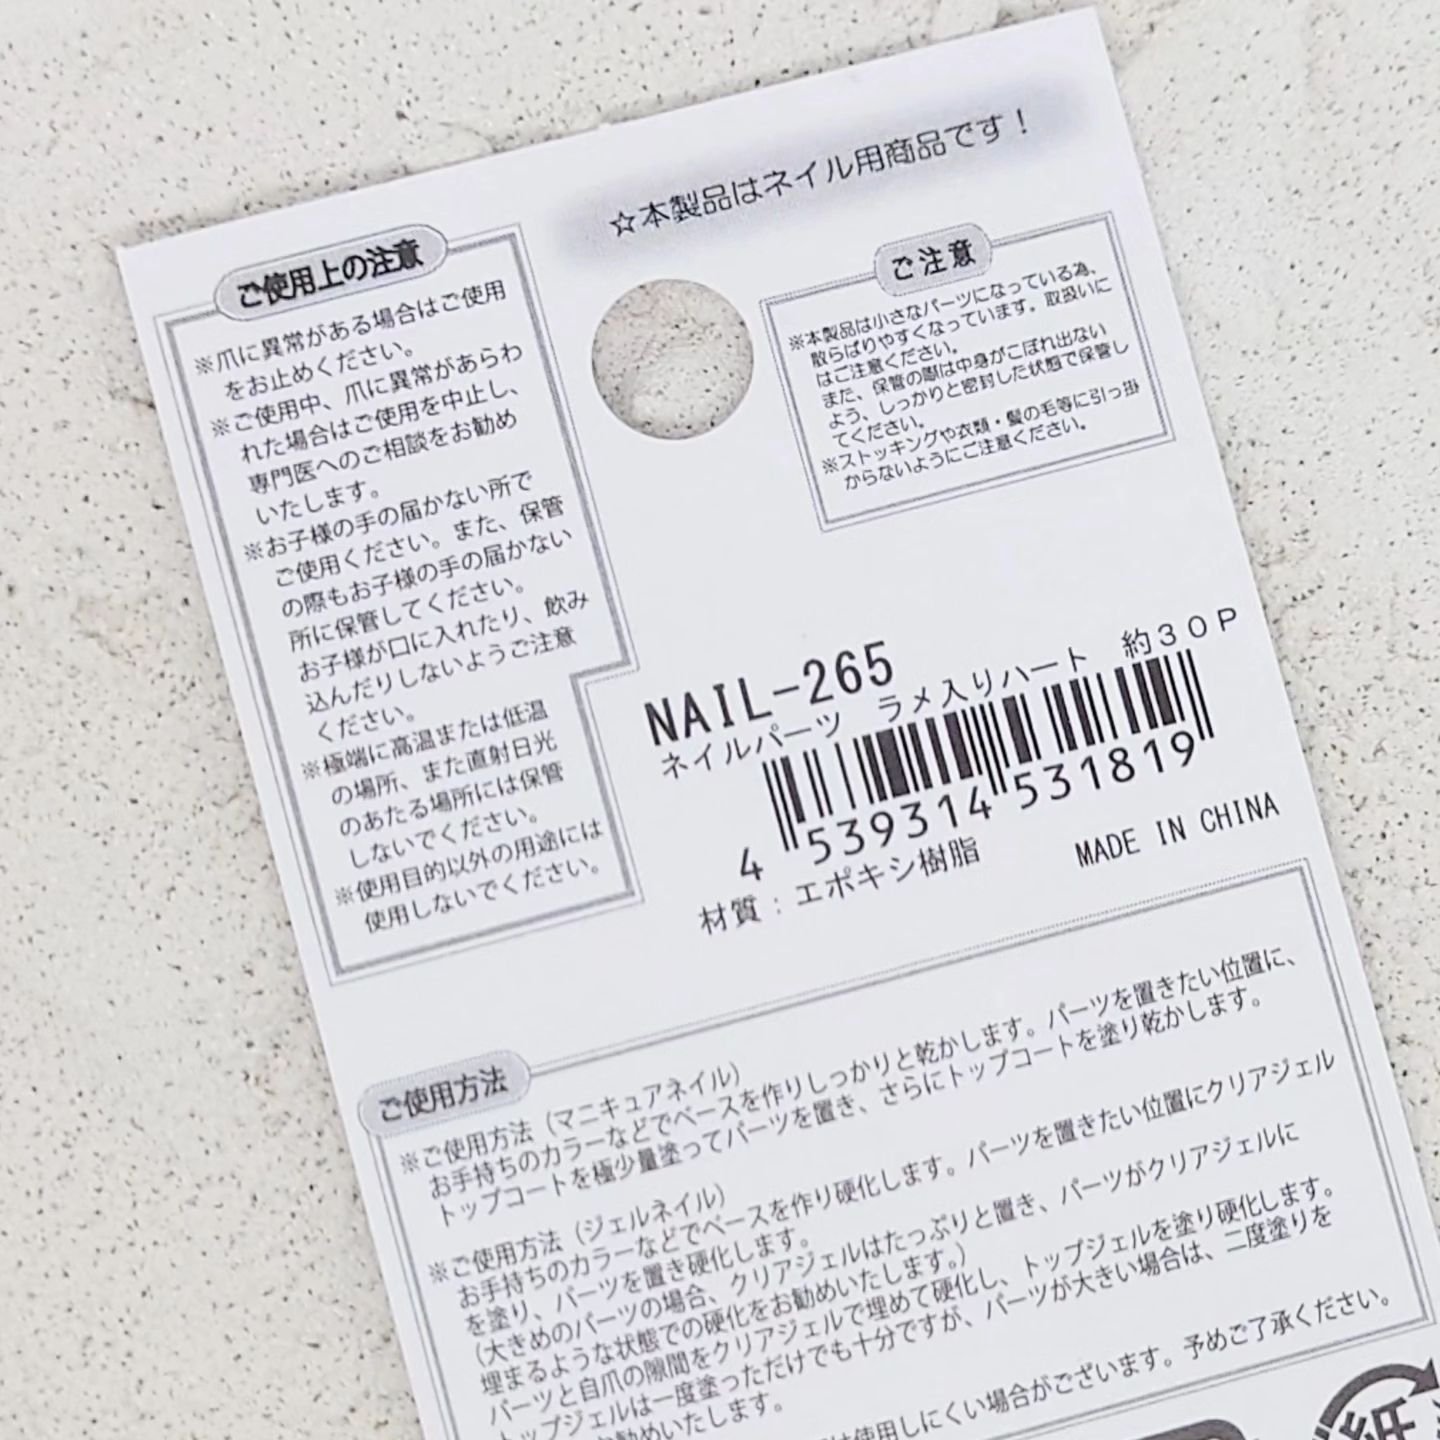 ☆本製品はネイル用商品です！
ご使用上の注意
※爪に異常がある場合はご使用
をお止めください。
※ご使用中、爪に異常があらわ
れた場合はご使用を中止し、
専門医へのご相談をお勧め
いたします。
※お子様の手の届かない所で
ご使用ください。また、保管
の際もお子様の手の届かない
所に保管してください。
お子様が口に入れたり、飲み
込んだりしないようご注意
ください。
※極端に高温または低温
の場所、また直射日光
のあたる場所には保管
しないでください。
※使用目的以外の用途には
使用しないでください。
ご注意
※本製品は小さなパーツになっている為、
散らばりやすくなっています。取扱いに
はご注意ください。
また、保管の際は中身がこぼれ出ない
よう、しっかりと密封した状態で保管し
てください。
※ストッキングや衣類・髪の毛等に引っ掛
からないようにご注意ください。
NAIL-265
ネイルパーツ ラメ入りハート 約30P
4 539314 531819
材質：エポキシ樹脂 MADE IN CHINA
ご使用方法
※ご使用方法（マニキュアネイル）
お手持ちのカラーなどでベースを作りしっかりと乾かします。パーツを置きたい位置に、
トップコートを極少量塗ってパーツを置き、さらにトップコートを塗り乾かします。
※ご使用方法（ジェルネイル）
お手持ちのカラーなどでベースを作り硬化します。パーツを置きたい位置にクリアジェル
を塗り、パーツを置き硬化します。
（大きめのパーツの場合、クリアジェルはたっぷりと置き、パーツがクリアジェルに
埋まるような状態での硬化をお勧めいたします。）
パーツと自爪の隙間をクリアジェルで埋めて硬化し、トップジェルを塗り硬化します。
トップジェルは一度塗っただけでも十分ですが、パーツが大きい場合は、二度塗りを
お勧めいたします。
は使用しにくい場合がございます。予めご了承ください。
紙